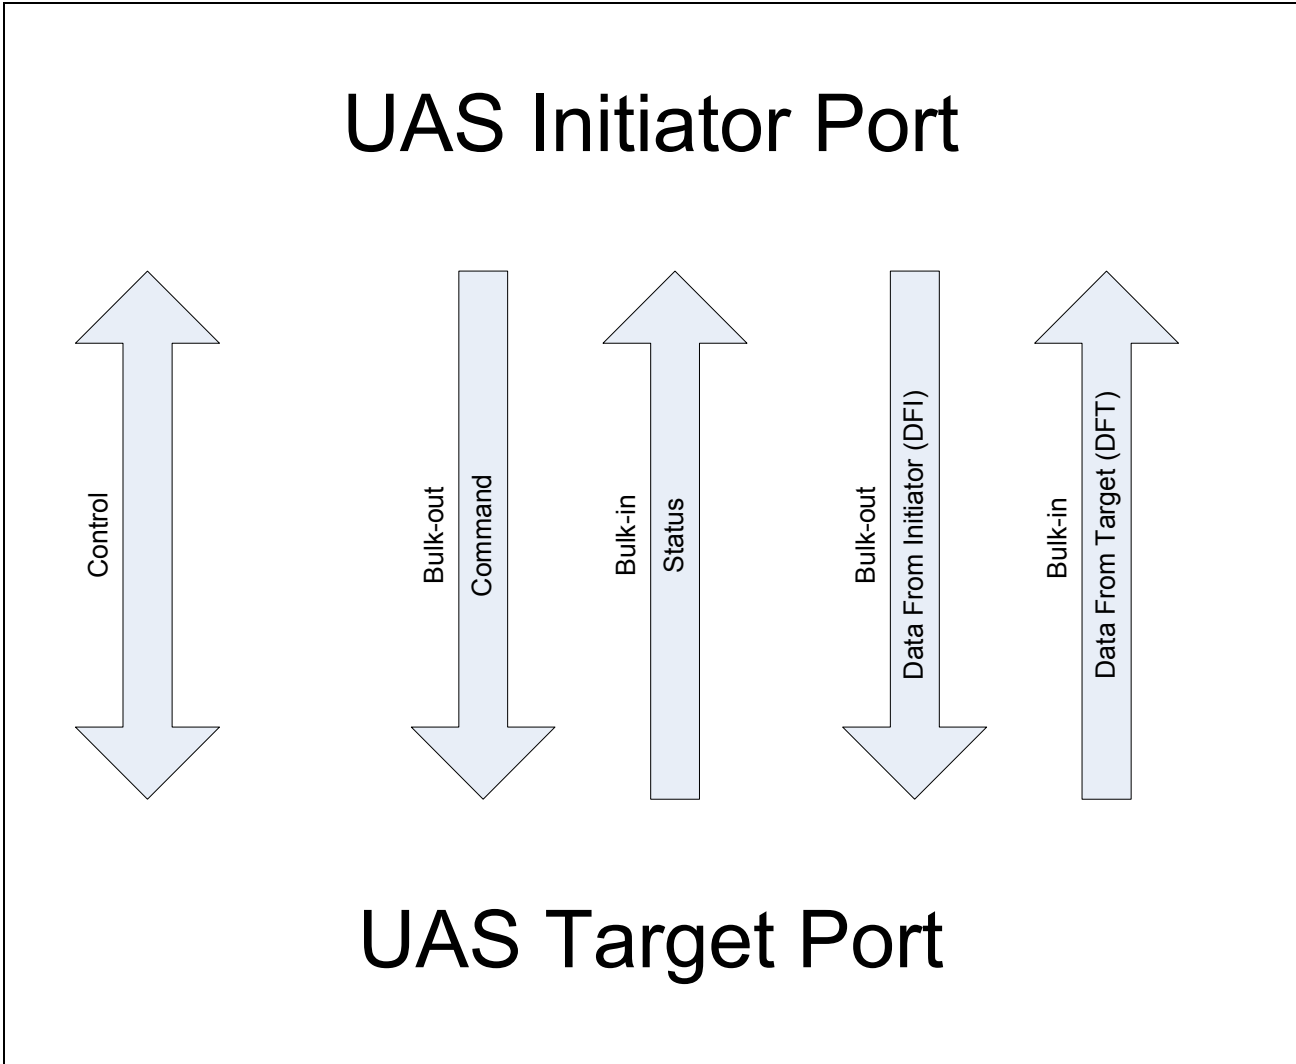 UAS Initiator Port
Control
Bulk-out
Command
Bulk-in
Status
Bulk-out
Data From Initiator (DFI)
Bulk-in
Data From Target (DFT)
UAS Target Port